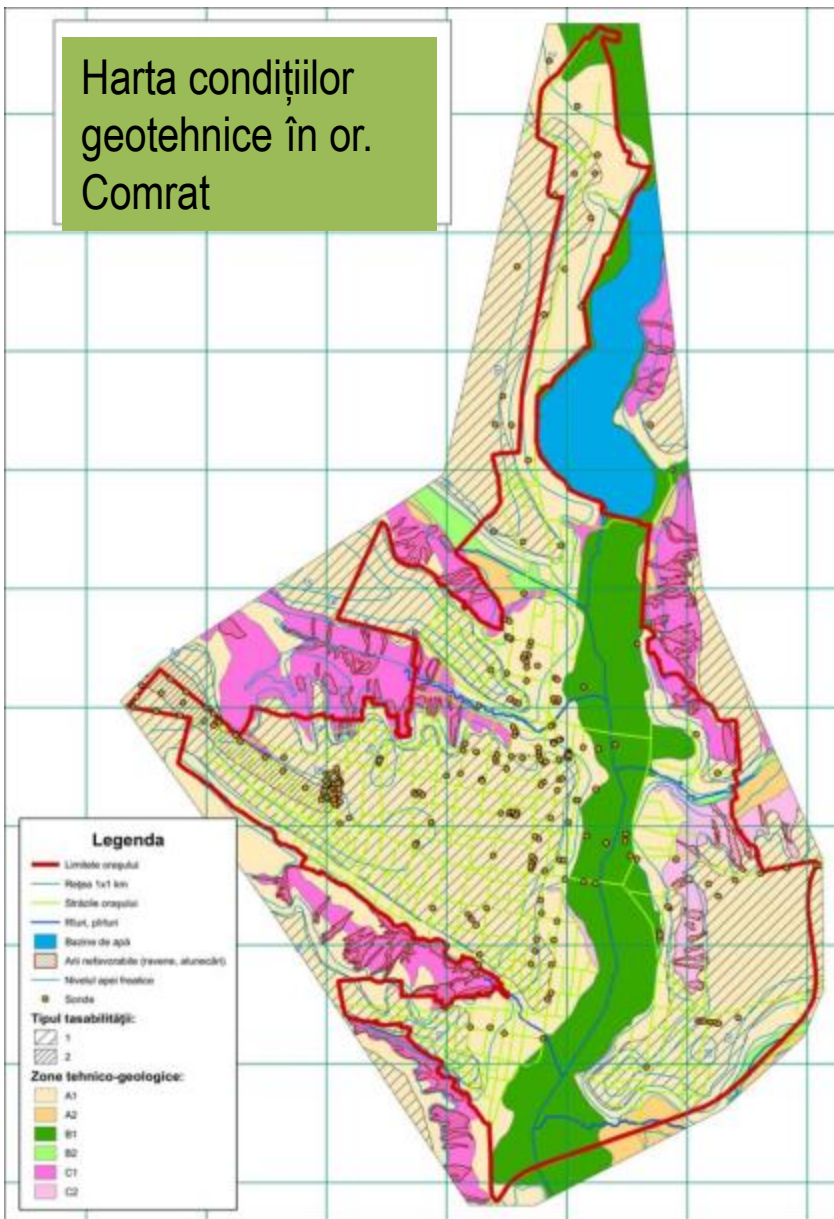 Harta condițiilor
geotehnice în or.
Comrat
Legenda
Limitele orașului
Rețea 1x1 km
Străzile orașului
Rîuri, pîrîuri
Bazine de apă
Arii nefavorabile (ravene, alunecări)
Nivelul apei freatice
Sonde
Tipul tasabilității:
1
2
Zone tehnico-geologice:
A1
A2
B1
B2
C1
C2